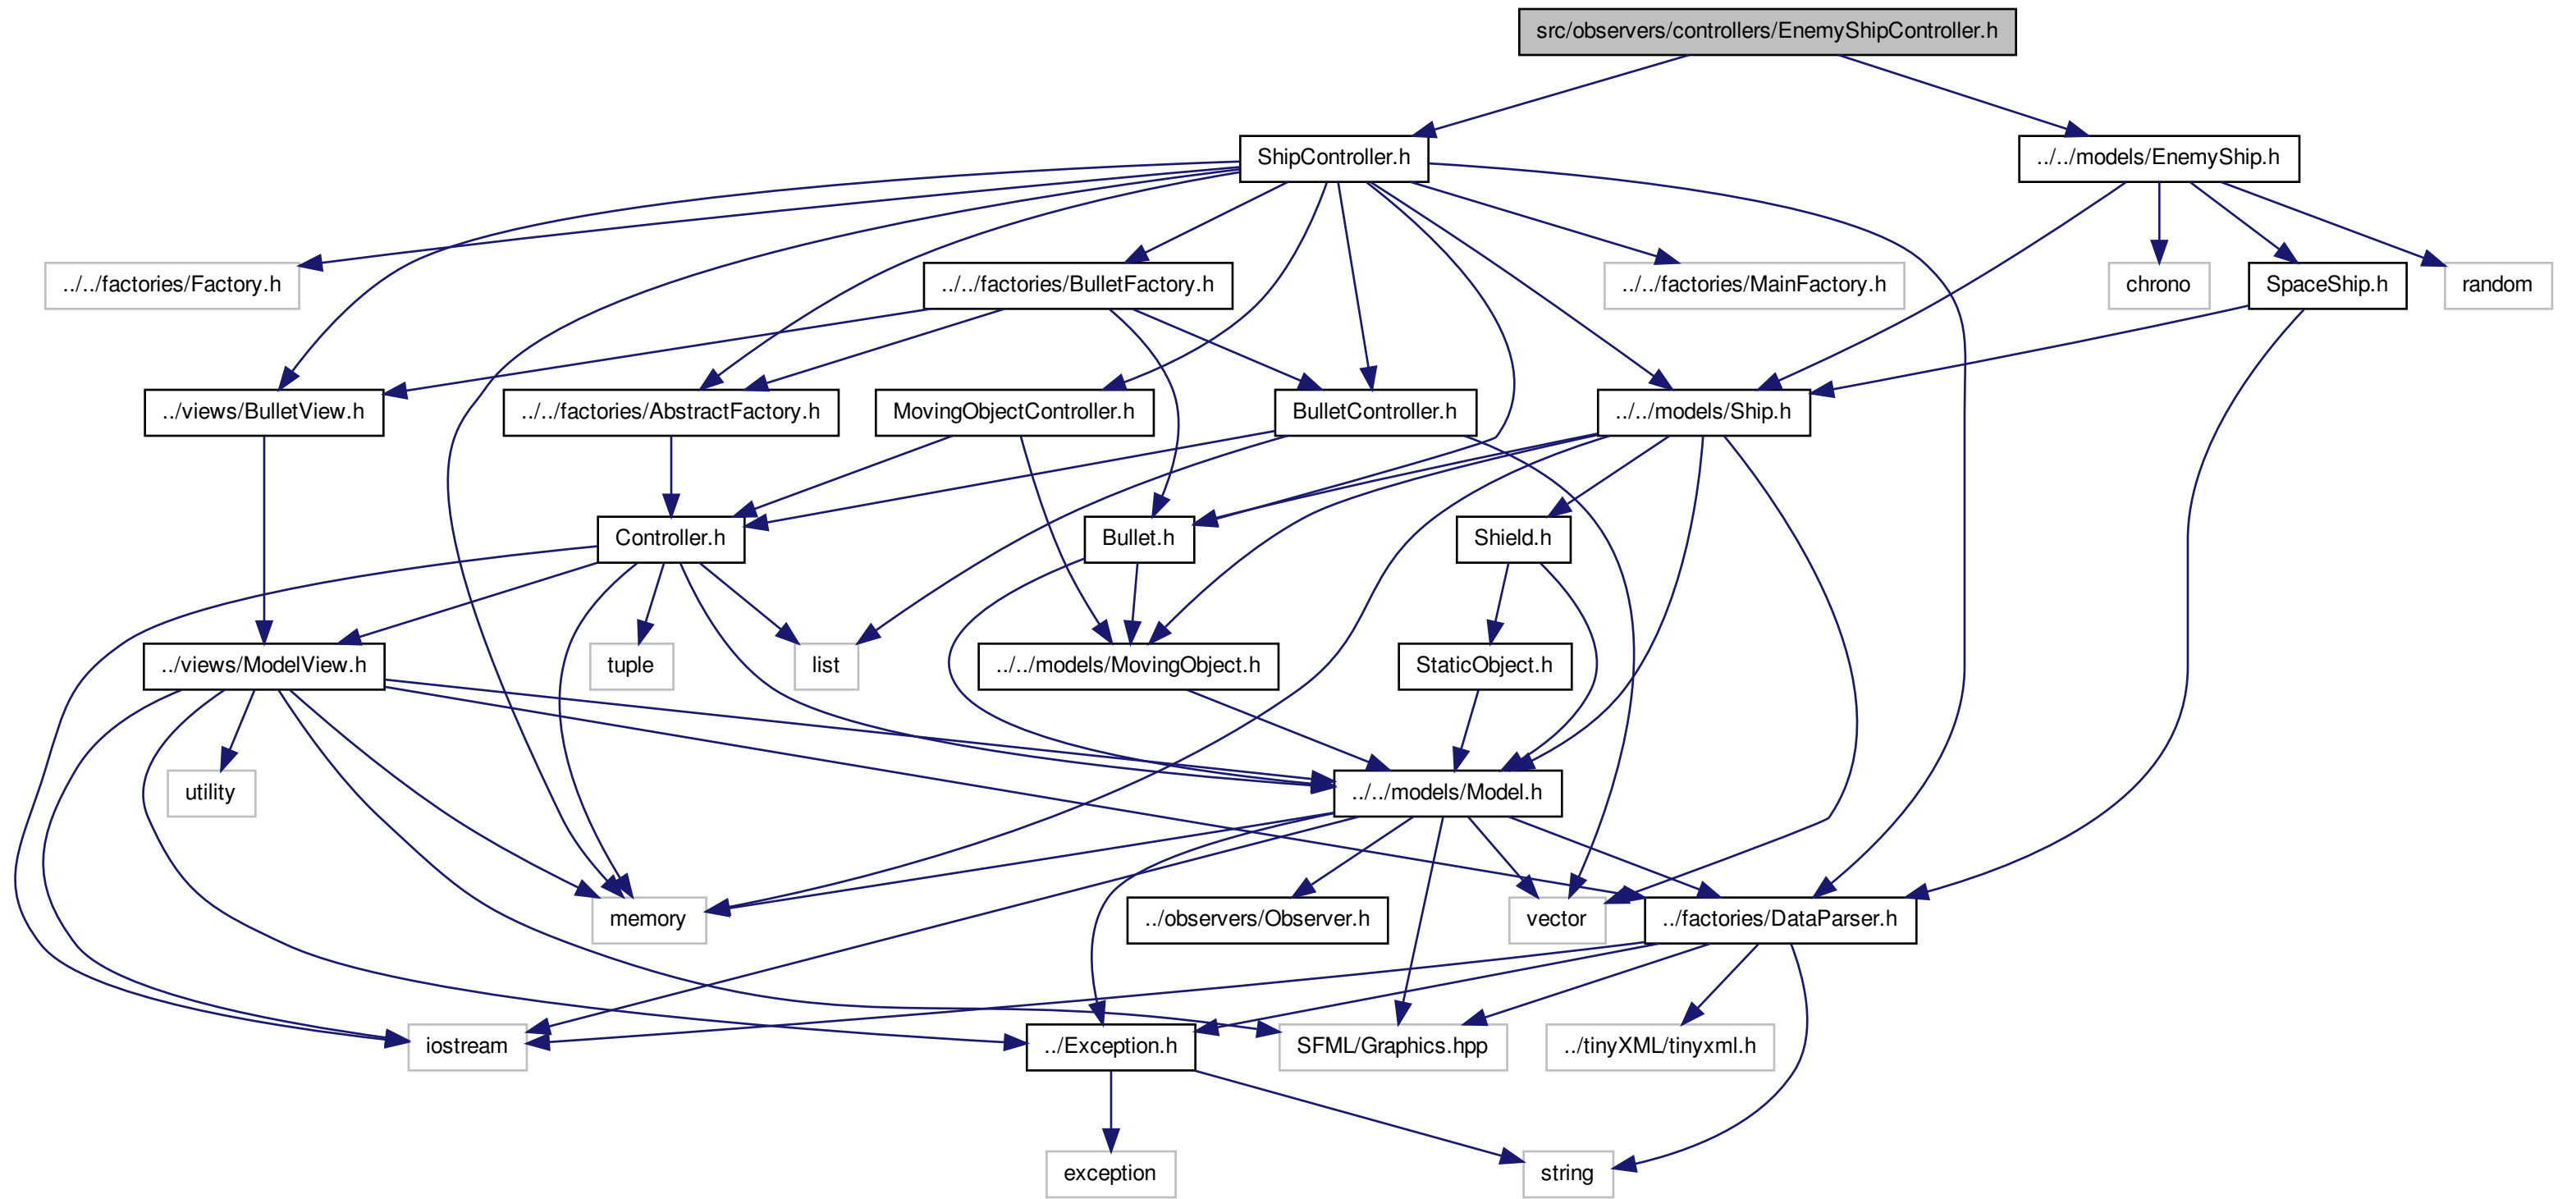 src/observers/controllers/EnemyShipController.h
ShipController.h
../../models/EnemyShip.h
../../factories/Factory.h
../../factories/BulletFactory.h
../../factories/MainFactory.h
chrono
SpaceShip.h
random
../views/BulletView.h
../../factories/AbstractFactory.h
MovingObjectController.h
BulletController.h
../../models/Ship.h
Controller.h
Bullet.h
Shield.h
../views/ModelView.h
tuple
list
../../models/MovingObject.h
StaticObject.h
utility
../../models/Model.h
memory
../observers/Observer.h
vector
../factories/DataParser.h
iostream
../Exception.h
SFML/Graphics.hpp
../tinyXML/tinyxml.h
exception
string